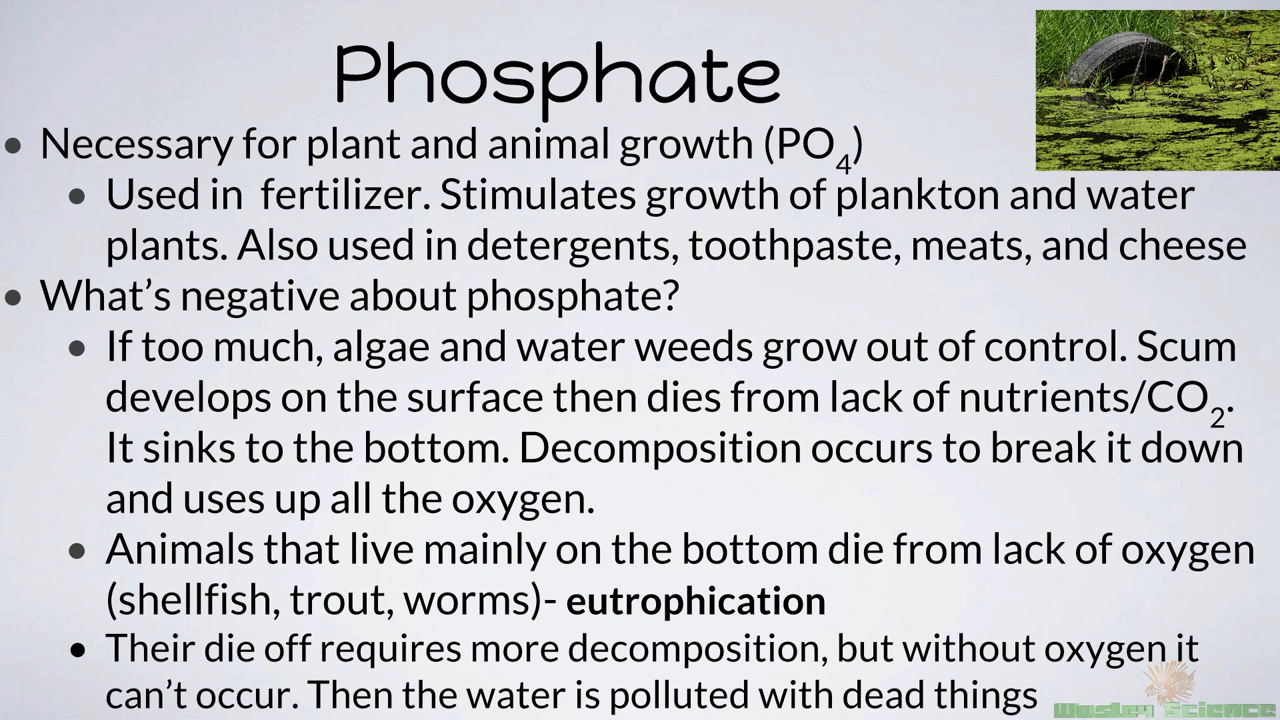 Phosphate
• Necessary for plant and animal growth (PO₄)
• Used in  fertilizer. Stimulates growth of plankton and water
plants. Also used in detergents, toothpaste, meats, and cheese
• What’s negative about phosphate?
• If too much, algae and water weeds grow out of control. Scum
develops on the surface then dies from lack of nutrients/CO₂.
It sinks to the bottom. Decomposition occurs to break it down
and uses up all the oxygen.
• Animals that live mainly on the bottom die from lack of oxygen
(shellfish, trout, worms)- eutrophication
• Their die off requires more decomposition, but without oxygen it
can’t occur. Then the water is polluted with dead things
Wasley Science